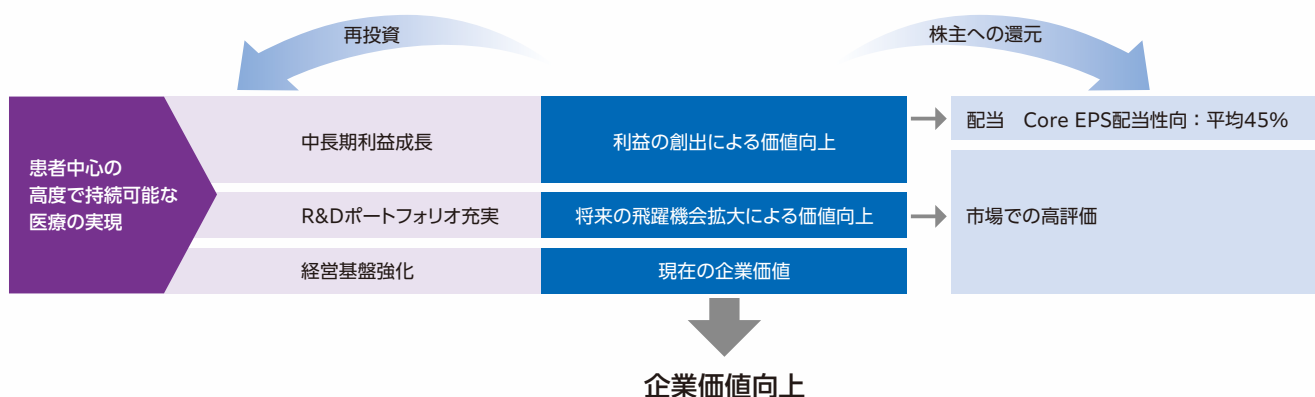 再投資
株主への還元
患者中心の
高度で持続可能な
医療の実現
中長期利益成長
利益の創出による価値向上
配当　Core EPS配当性向：平均45%
R&Dポートフォリオ充実
将来の飛躍機会拡大による価値向上
市場での高評価
経営基盤強化
現在の企業価値
企業価値向上